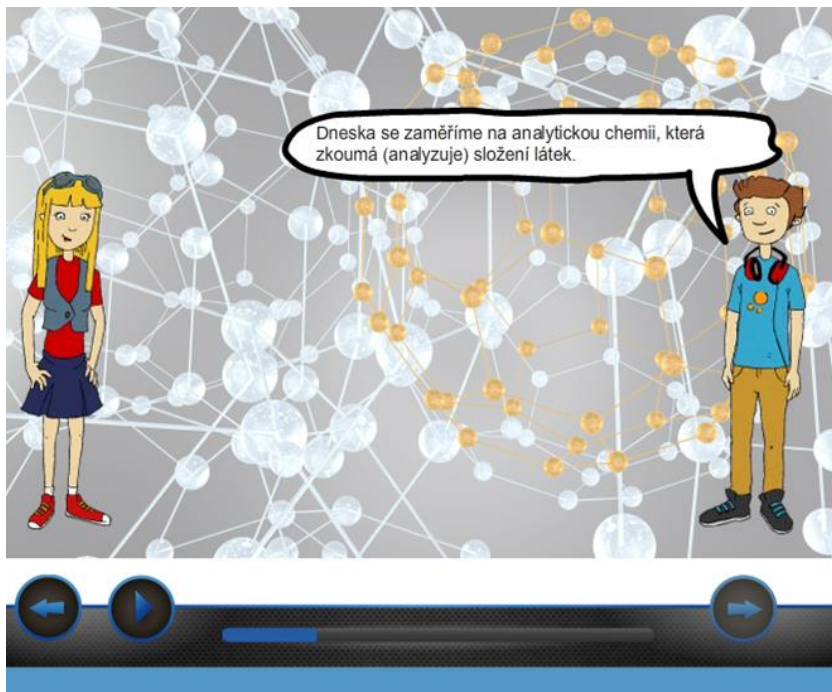 Dneska se zaměříme na analytickou chemii, která
zkoumá (analyzuje) složení látek.